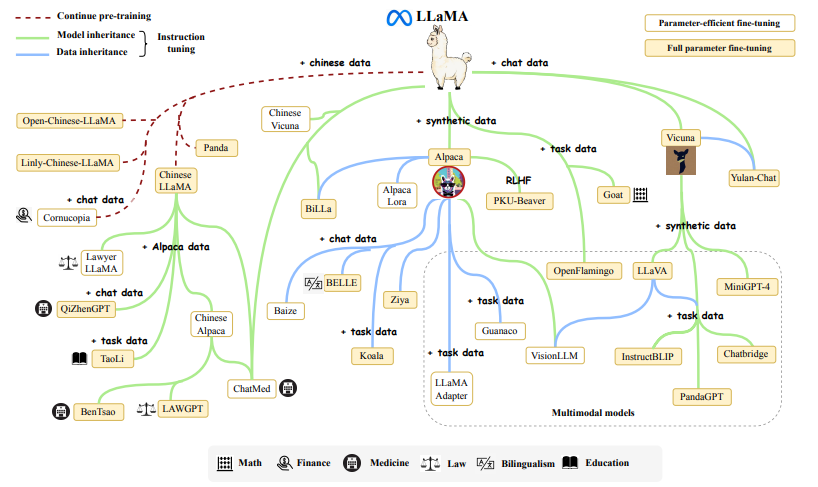 LLaMA
Continue pre-training
Model inheritance
Data inheritance
Instruction
tuning
Parameter-efficient fine-tuning
Full parameter fine-tuning
+ chinese data
+ chat data
+ synthetic data
+ task data
Open-Chinese-LLaMA
Linly-Chinese-LLaMA
Panda
Chinese
LLaMA
Chinese
Vicuna
Alpaca
Vicuna
Yulan-Chat
+ chat data
Cornucopia
BiLLa
Alpaca
Lora
RLHF
PKU-Beaver
Goat
+ Alpaca data
Lawyer
LLaMA
+ chat data
QiZhenGPT
+ chat data
BELLE
Baize
Ziya
+ synthetic data
OpenFlamingo
LLaVA
MiniGPT-4
Chinese
Alpaca
+ task data
TaoLi
+ task data
Koala
+ task data
Guanaco
+ task data
LLaMA
Adapter
VisionLLM
+ task data
InstructBLIP
Chatbridge
PandaGPT
ChatMed
BenTsao
LAWGPT
Multimodal models
Math
Finance
Medicine
Law
Bilingualism
Education